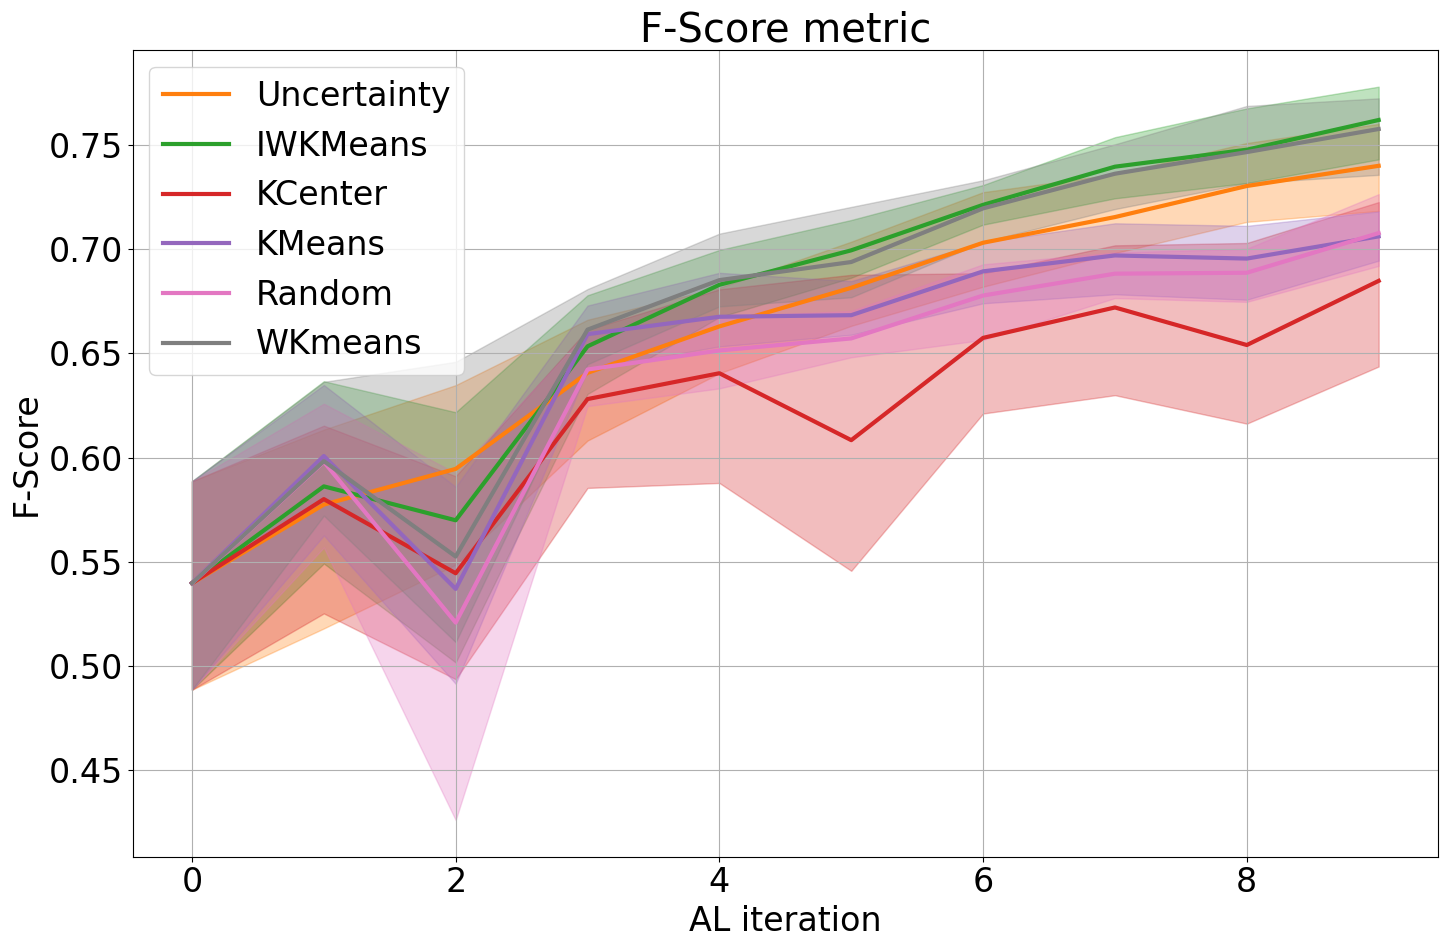 F-Score metric
Uncertainty
IWKMeans
KCenter
KMeans
Random
WKmeans
F-Score
0.75
0.70
0.65
0.60
0.55
0.50
0.45
0 2 4 6 8
AL iteration